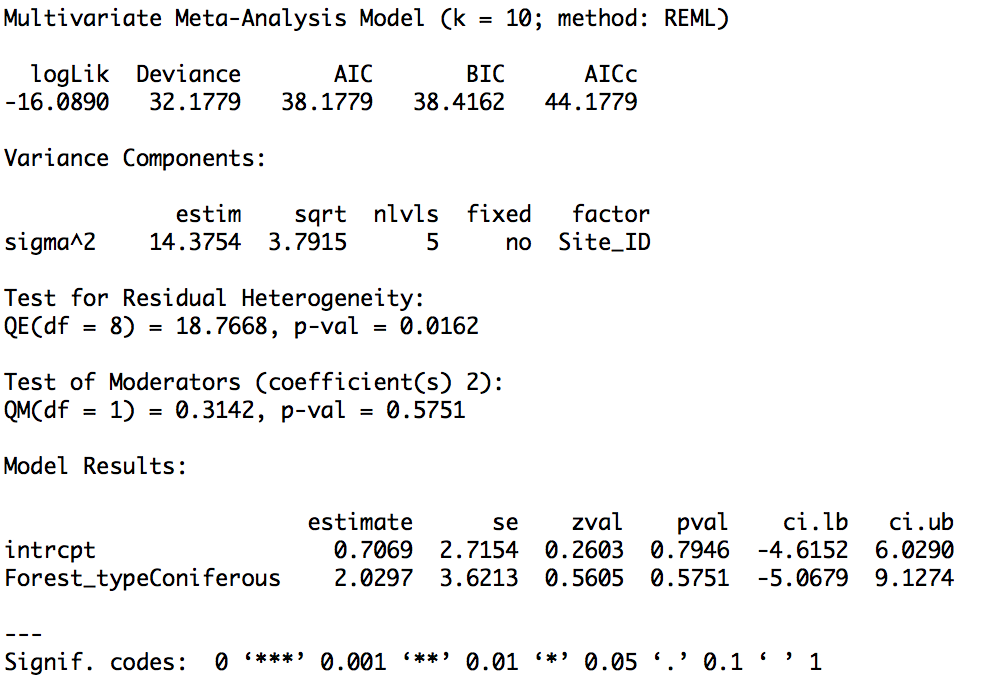 Multivariate Meta-Analysis Model (k = 10; method: REML)
logLik Deviance AIC BIC AICc
-16.0890 32.1779 38.1779 38.4162 44.1779
Variance Components:
estim sqrt nlvls fixed factor
sigma^2 14.3754 3.7915 5 no Site_ID
Test for Residual Heterogeneity:
QE(df = 8) = 18.7668, p-val = 0.0162
Test of Moderators (coefficient(s) 2):
QM(df = 1) = 0.3142, p-val = 0.5751
Model Results:
estimate se zval pval ci.lb ci.ub
intrcpt 0.7069 2.7154 0.2603 0.7946 -4.6152 6.0290
Forest_typeConiferous 2.0297 3.6213 0.5605 0.5751 -5.0679 9.1274
---
Signif. codes: 0 ‘***’ 0.001 ‘**’ 0.01 ‘*’ 0.05 ‘.’ 0.1 ‘ ’ 1